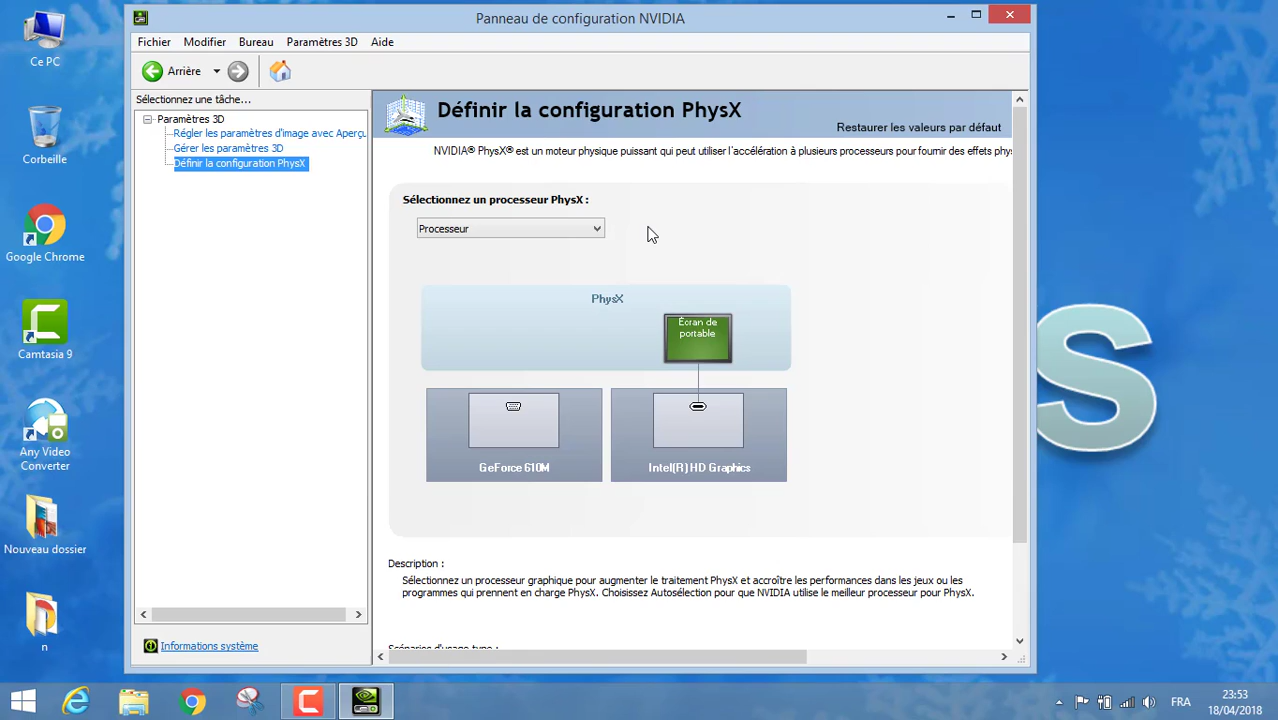 Panneau de configuration NVIDIA
Fichier Modifier Bureau Paramètres 3D Aide
Arrière
Sélectionnez une tâche...
Paramètres 3D
Régler les paramètres d'image avec Aperçu
Gérer les paramètres 3D
Définir la configuration PhysX
Informations système
Définir la configuration PhysX
Restaurer les valeurs par défaut
NVIDIA® PhysX® est un moteur physique puissant qui peut utiliser l'accélération à plusieurs processeurs pour fournir des effets phys
Sélectionnez un processeur PhysX :
Processeur
PhysX
Écran de
portable
GeForce 610M
Intel(R) HD Graphics
Description :
Sélectionnez un processeur graphique pour augmenter le traitement PhysX et accroître les performances dans les jeux ou les
programmes qui prennent en charge PhysX. Choisissez Autosélection pour que NVIDIA utilise le meilleur processeur pour PhysX.
Scénarios d'usage type :
Ce PC
Corbeille
Google Chrome
Camtasia 9
Any Video
Converter
Nouveau dossier
n
S
FRA
23:53
18/04/2018